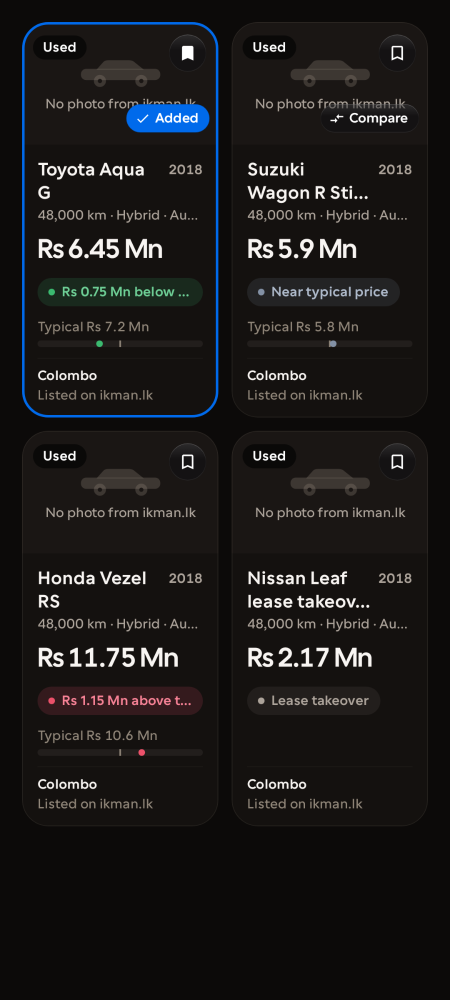 Used
No photo from ikman.lk
Added
Toyota Aqua 2018
G
48,000 km · Hybrid · Au...
Rs 6.45 Mn
Rs 0.75 Mn below ...
Typical Rs 7.2 Mn
Colombo
Listed on ikman.lk
Used
No photo from ikman.lk
Compare
Suzuki 2018
Wagon R Sti...
48,000 km · Hybrid · Au...
Rs 5.9 Mn
Near typical price
Typical Rs 5.8 Mn
Colombo
Listed on ikman.lk
Used
No photo from ikman.lk
Honda Vezel 2018
RS
48,000 km · Hybrid · Au...
Rs 11.75 Mn
Rs 1.15 Mn above t...
Typical Rs 10.6 Mn
Colombo
Listed on ikman.lk
Used
No photo from ikman.lk
Nissan Leaf 2018
lease takeov...
48,000 km · Hybrid · Au...
Rs 2.17 Mn
Lease takeover
Colombo
Listed on ikman.lk